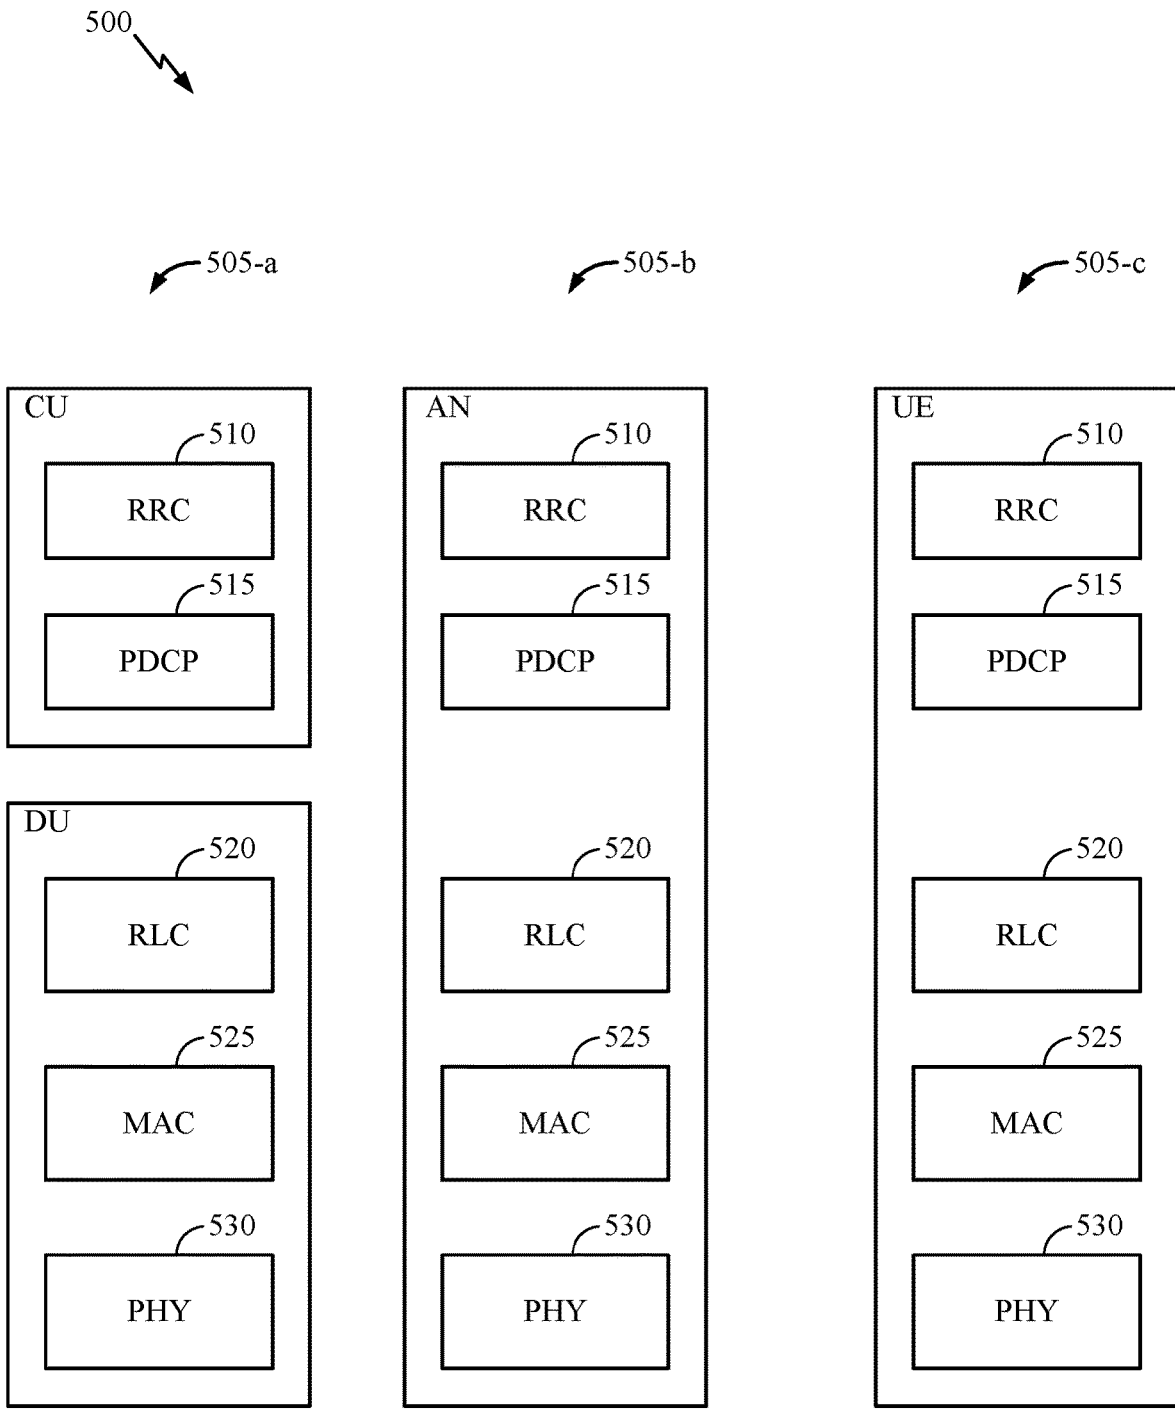 500
505-a 505-b 505-c
CU AN UE
510 510 510
RRC RRC RRC
515 515 515
PDCP PDCP PDCP
DU
520 520 520
RLC RLC RLC
525 525 525
MAC MAC MAC
530 530 530
PHY PHY PHY